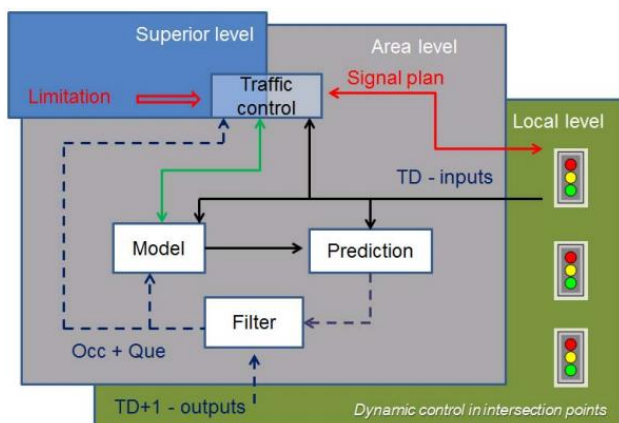 Superior level
Area level
Limitation
Traffic
control
Signal plan
Local level
TD - inputs
Model
Prediction
Filter
Occ + Que
TD+1 - outputs
Dynamic control in intersection points